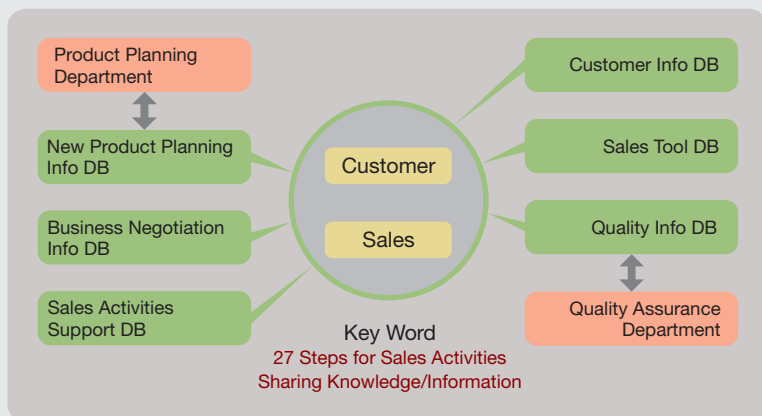 Product Planning
Department
New Product Planning
Info DB
Business Negotiation
Info DB
Sales Activities
Support DB
Customer
Sales
Key Word
27 Steps for Sales Activities
Sharing Knowledge/Information
Customer Info DB
Sales Tool DB
Quality Info DB
Quality Assurance
Department